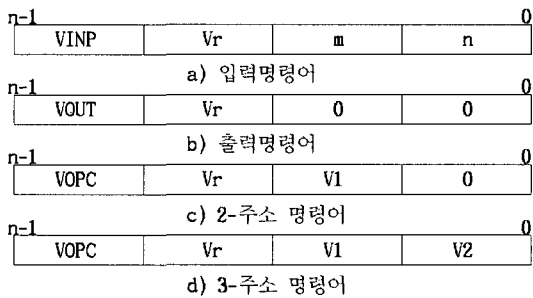 n-1 0
VINP Vr m n
a) 입력명령어
n-1 0
VOUT Vr 0 0
b) 출력명령어
n-1 0
VOPC Vr V1 0
c) 2-주소 명령어
n-1 0
VOPC Vr V1 V2
d) 3-주소 명령어